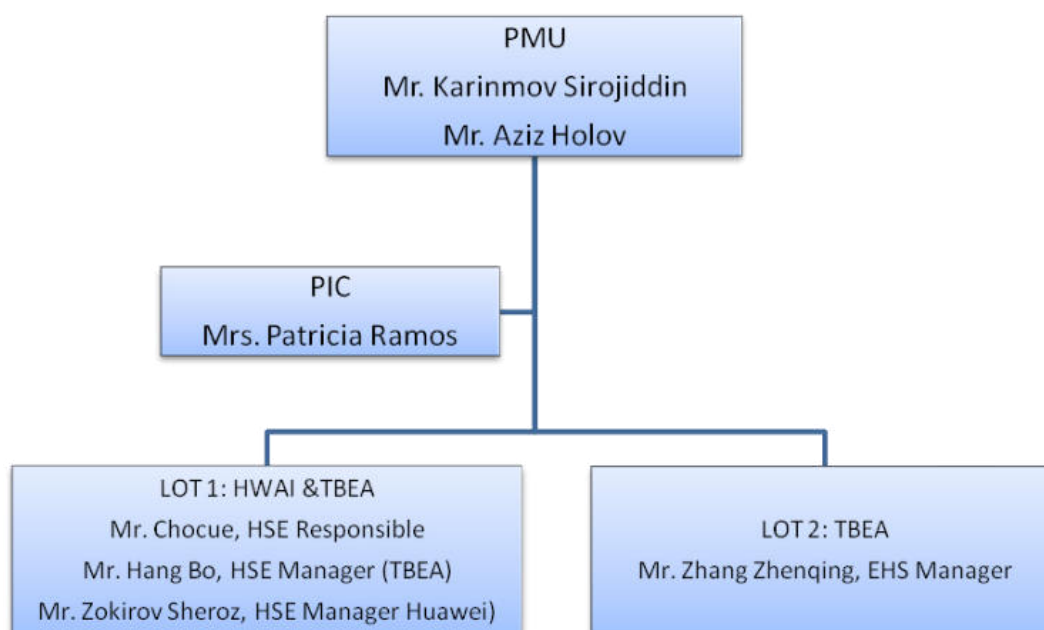 PMU
Mr. Karinmov Sirojiddin
Mr. Aziz Holov
PIC
Mrs. Patricia Ramos
LOT 1: HWAI &TBEA
Mr. Chocue, HSE Responsible
Mr. Hang Bo, HSE Manager (TBEA)
Mr. Zokirov Sheroz, HSE Manager Huawei)
LOT 2: TBEA
Mr. Zhang Zhenqing, EHS Manager